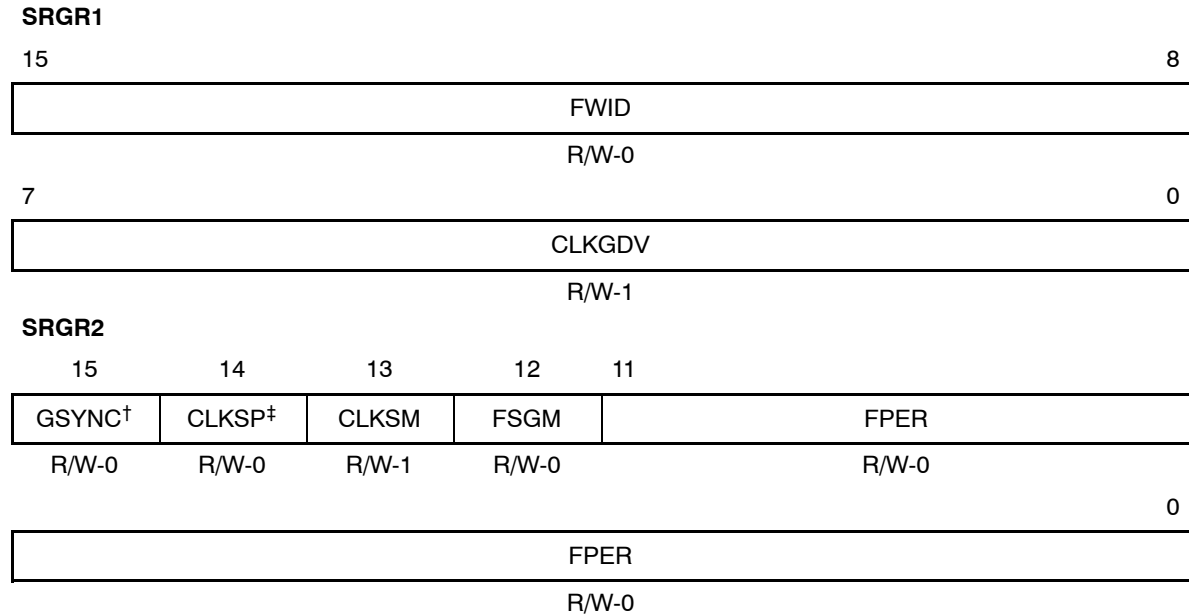 SRGR1
15 8
FWID
R/W-0
7 0
CLKGDV
R/W-1
SRGR2
15 14 13 12 11
GSYNC† CLKSP‡ CLKSM FSGM FPER
R/W-0 R/W-0 R/W-1 R/W-0 R/W-0
0
FPER
R/W-0